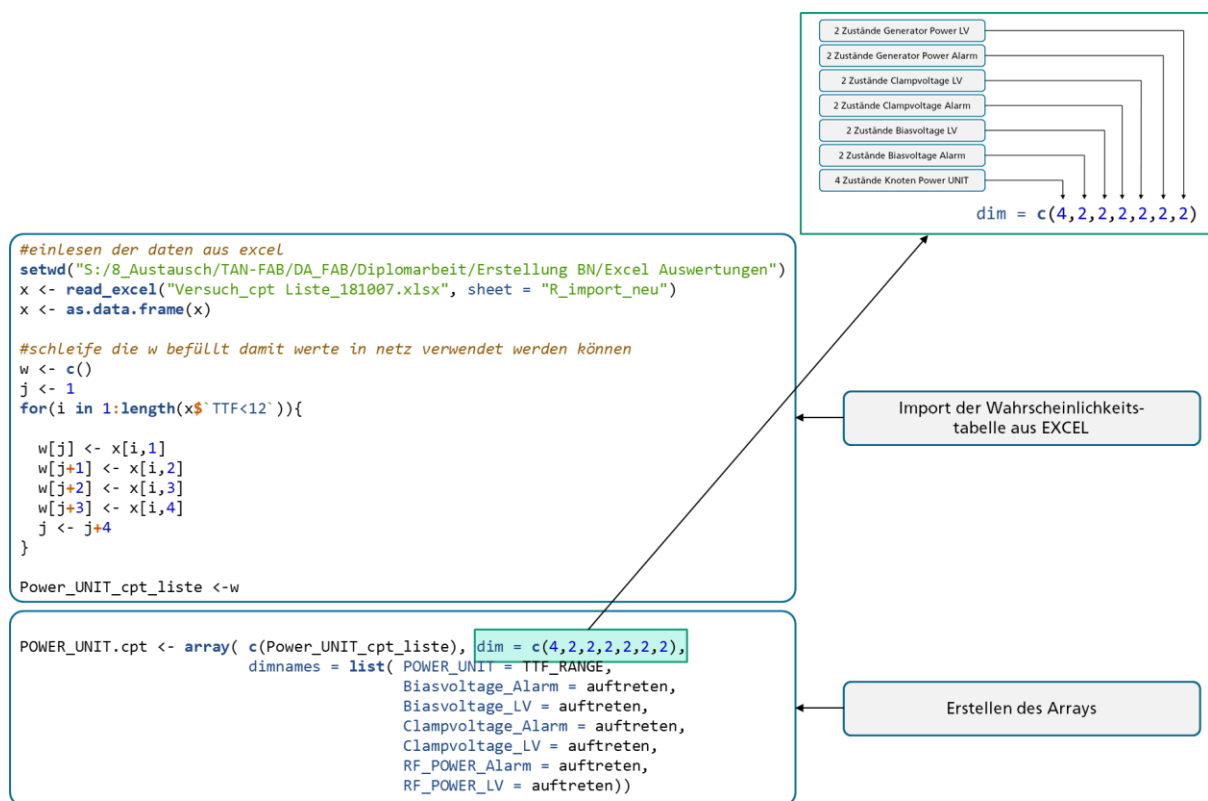 2 Zustände Generator Power LV
2 Zustände Generator Power Alarm
2 Zustände Clampvoltage LV
2 Zustände Clampvoltage Alarm
2 Zustände Biasvoltage LV
2 Zustände Biasvoltage Alarm
4 Zustände Knoten Power UNIT
dim = c(4,2,2,2,2,2,2)
#einlesen der daten aus excel
setwd("S:/8_Austausch/TAN-FAB/DA_FAB/Diplomarbeit/Erstellung BN/Excel Auswertungen")
x <- read_excel("Versuch_cpt Liste_181007.xlsx", sheet = "R_import_neu")
x <- as.data.frame(x)
#schleife die w befüllt damit werte in netz verwendet werden können
w <- c()
j <- 1
for(i in 1:length(x$`TTF<12`)){
w[j] <- x[i,1]
w[j+1] <- x[i,2]
w[j+2] <- x[i,3]
w[j+3] <- x[i,4]
j <- j+4
}
Power_UNIT_cpt_liste <-w
Import der Wahrscheinlichkeits-
tabelle aus EXCEL
POWER_UNIT.cpt <- array( c(Power_UNIT_cpt_liste), dim = c(4,2,2,2,2,2,2),
dimnames = list( POWER_UNIT = TTF_RANGE,
Biasvoltage_Alarm = auftreten,
Biasvoltage_LV = auftreten,
Clampvoltage_Alarm = auftreten,
Clampvoltage_LV = auftreten,
RF_POWER_Alarm = auftreten,
RF_POWER_LV = auftreten))
Erstellen des Arrays